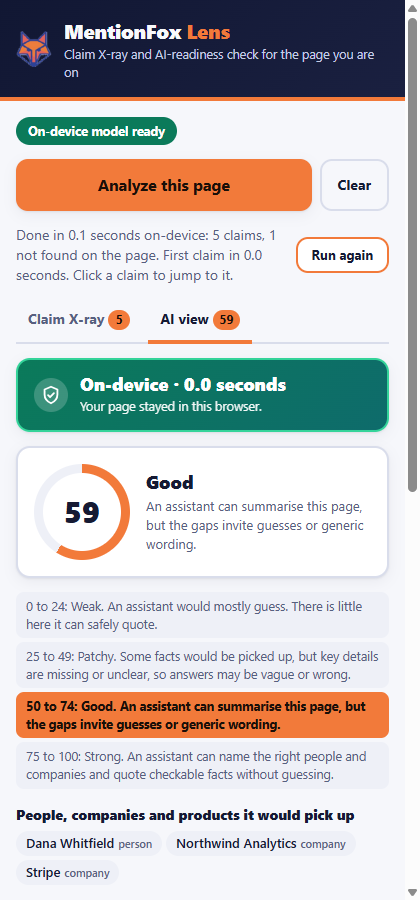 MentionFox Lens
Claim X-ray and AI-readiness check for the page you are
on
On-device model ready
Analyze this page
Clear
Done in 0.1 seconds on-device: 5 claims, 1
not found on the page. First claim in 0.0
seconds. Click a claim to jump to it.
Run again
Claim X-ray 5
AI view 59
On-device · 0.0 seconds
Your page stayed in this browser.
59
Good
An assistant can summarise this page,
but the gaps invite guesses or generic
wording.
0 to 24: Weak. An assistant would mostly guess. There is little
here it can safely quote.
25 to 49: Patchy. Some facts would be picked up, but key details
are missing or unclear, so answers may be vague or wrong.
50 to 74: Good. An assistant can summarise this page, but
the gaps invite guesses or generic wording.
75 to 100: Strong. An assistant can name the right people and
companies and quote checkable facts without guessing.
People, companies and products it would pick up
Dana Whitfield person
Northwind Analytics company
Stripe company